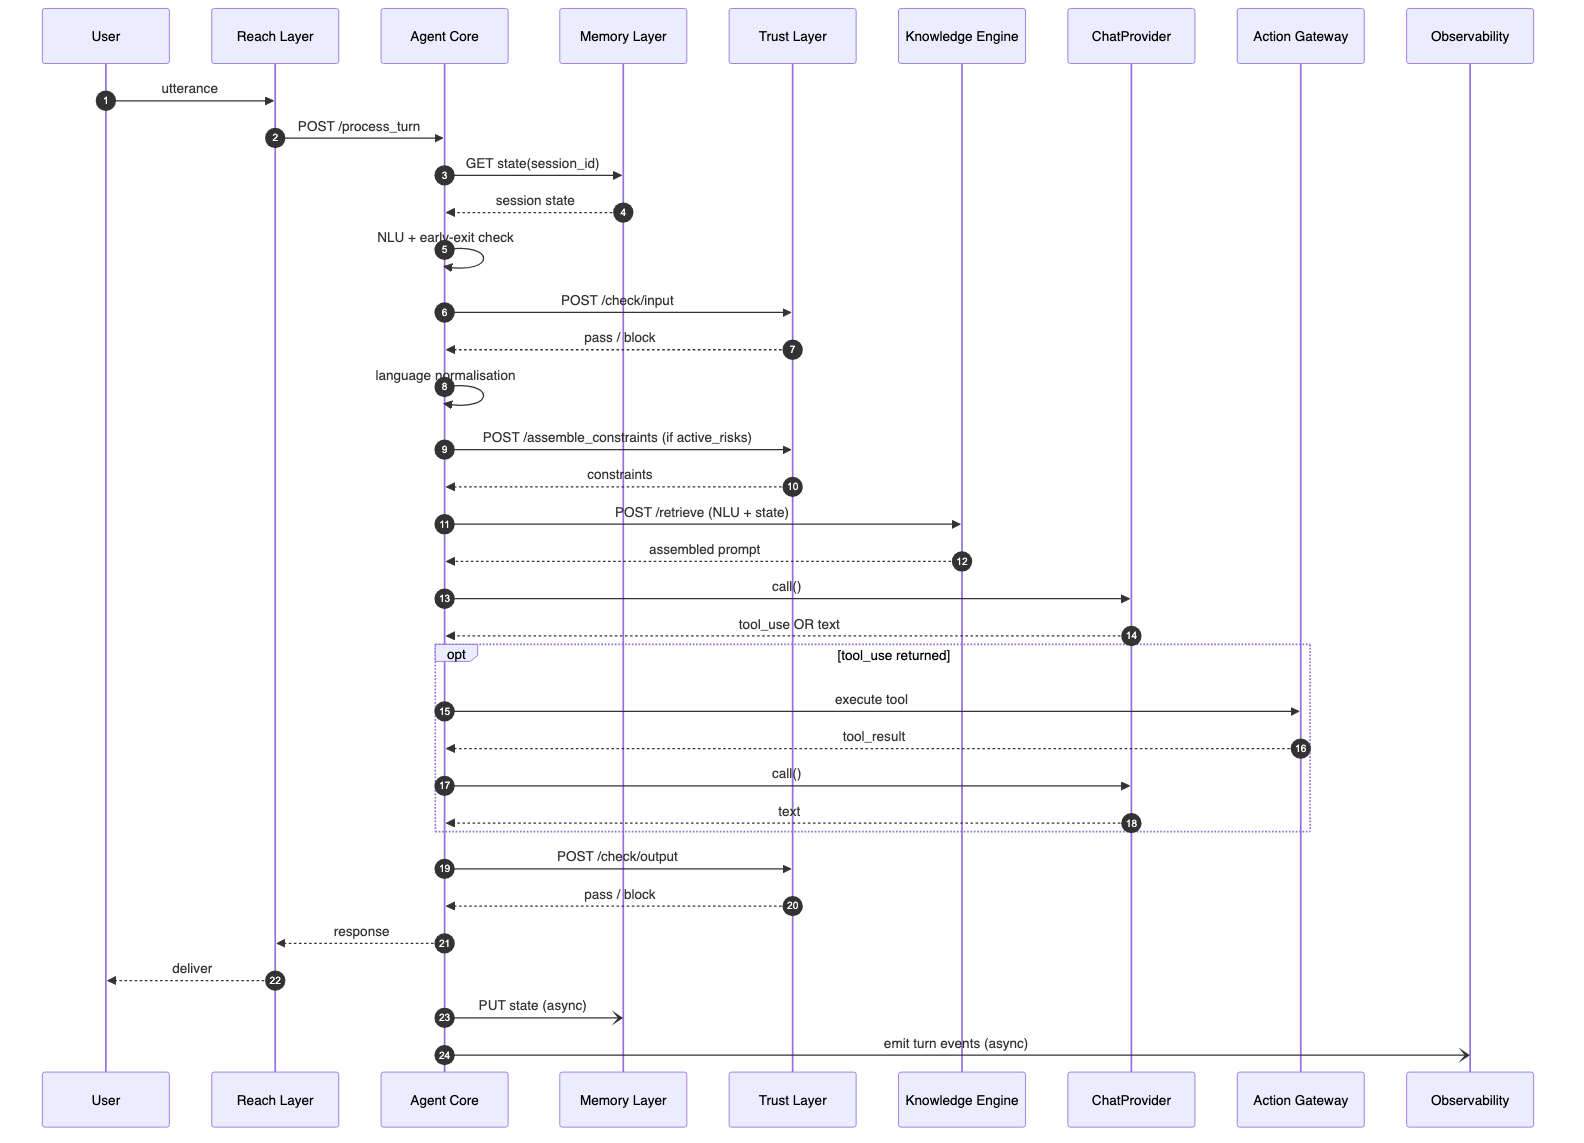 User
Reach Layer
Agent Core
Memory Layer
Trust Layer
Knowledge Engine
ChatProvider
Action Gateway
Observability
utterance
1
POST /process_turn
2
GET state(session_id)
3
session state
4
NLU + early-exit check
5
POST /check/input
6
pass / block
7
language normalisation
8
POST /assemble_constraints (if active_risks)
9
constraints
10
POST /retrieve (NLU + state)
11
assembled prompt
12
call()
13
tool_use OR text
14
opt
[tool_use returned]
execute tool
15
tool_result
16
call()
17
text
18
POST /check/output
19
pass / block
20
response
21
deliver
22
PUT state (async)
23
emit turn events (async)
24
User
Reach Layer
Agent Core
Memory Layer
Trust Layer
Knowledge Engine
ChatProvider
Action Gateway
Observability